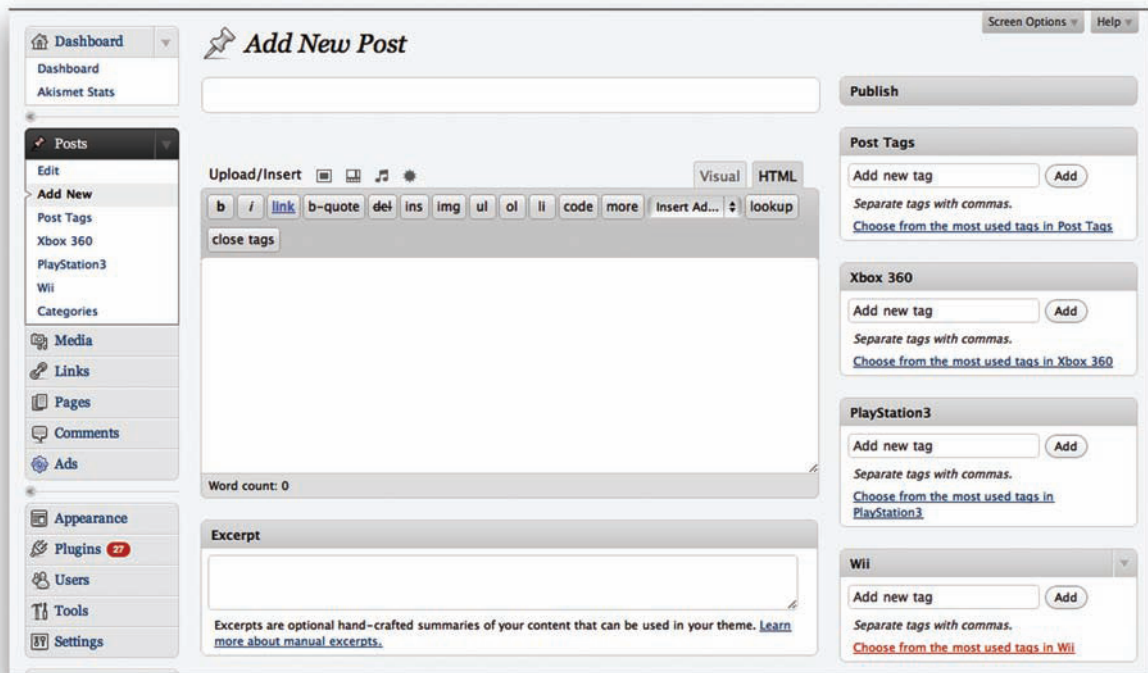 Screen Options
Help
Dashboard
Dashboard
Akismet Stats
Posts
Edit
Add New
Post Tags
Xbox 360
PlayStation3
Wii
Categories
Media
Links
Pages
Comments
Ads
Appearance
Plugins 27
Users
Tools
Settings
Add New Post
Upload/Insert
Visual
HTML
b i link b-quote del ins img ul ol li code more Insert Ad... lookup
close tags
Word count: 0
Excerpt
Excerpts are optional hand-crafted summaries of your content that can be used in your theme. Learn
more about manual excerpts.
Publish
Post Tags
Add new tag Add
Separate tags with commas.
Choose from the most used tags in Post Tags
Xbox 360
Add new tag Add
Separate tags with commas.
Choose from the most used tags in Xbox 360
PlayStation3
Add new tag Add
Separate tags with commas.
Choose from the most used tags in
PlayStation3
Wii
Add new tag Add
Separate tags with commas.
Choose from the most used tags in Wii